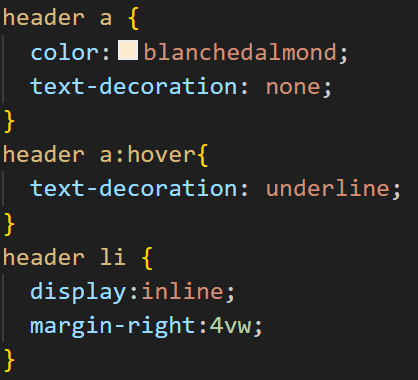 header a {
  color: blanchedalmond;
  text-decoration: none;
}
header a:hover{
  text-decoration: underline;
}
header li {
  display:inline;
  margin-right:4vw;
}